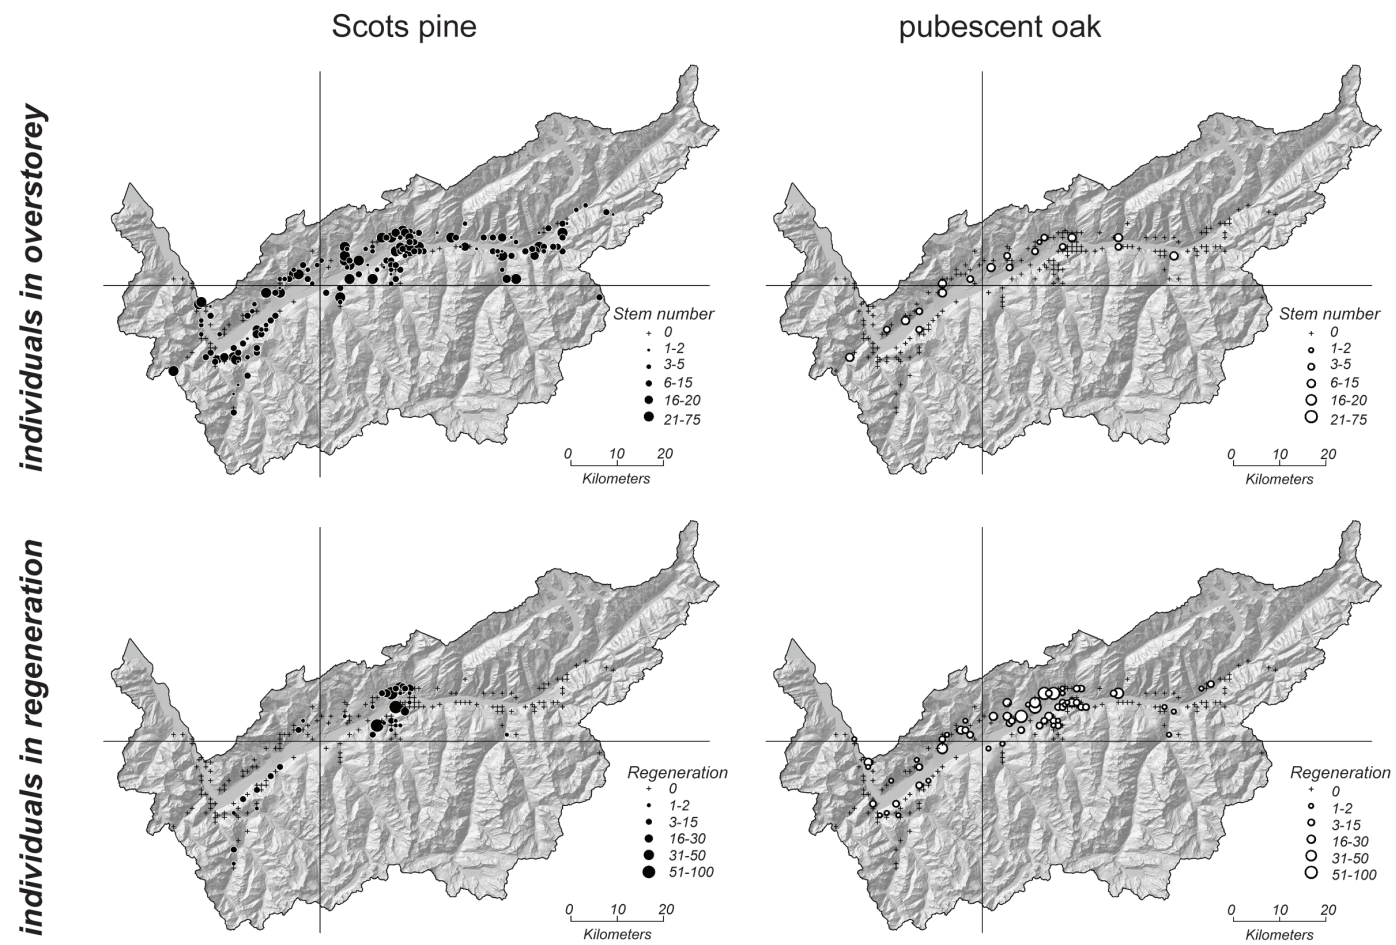 Scots pine
pubescent oak
individuals in overstorey
Stem number
0
1-2
3-5
6-15
16-20
21-75
0 10 20
Kilometers
Stem number
0
1-2
3-5
6-15
16-20
21-75
0 10 20
Kilometers
individuals in regeneration
Regeneration
0
1-2
3-15
16-30
31-50
51-100
0 10 20
Kilometers
Regeneration
0
1-2
3-15
16-30
31-50
51-100
0 10 20
Kilometers